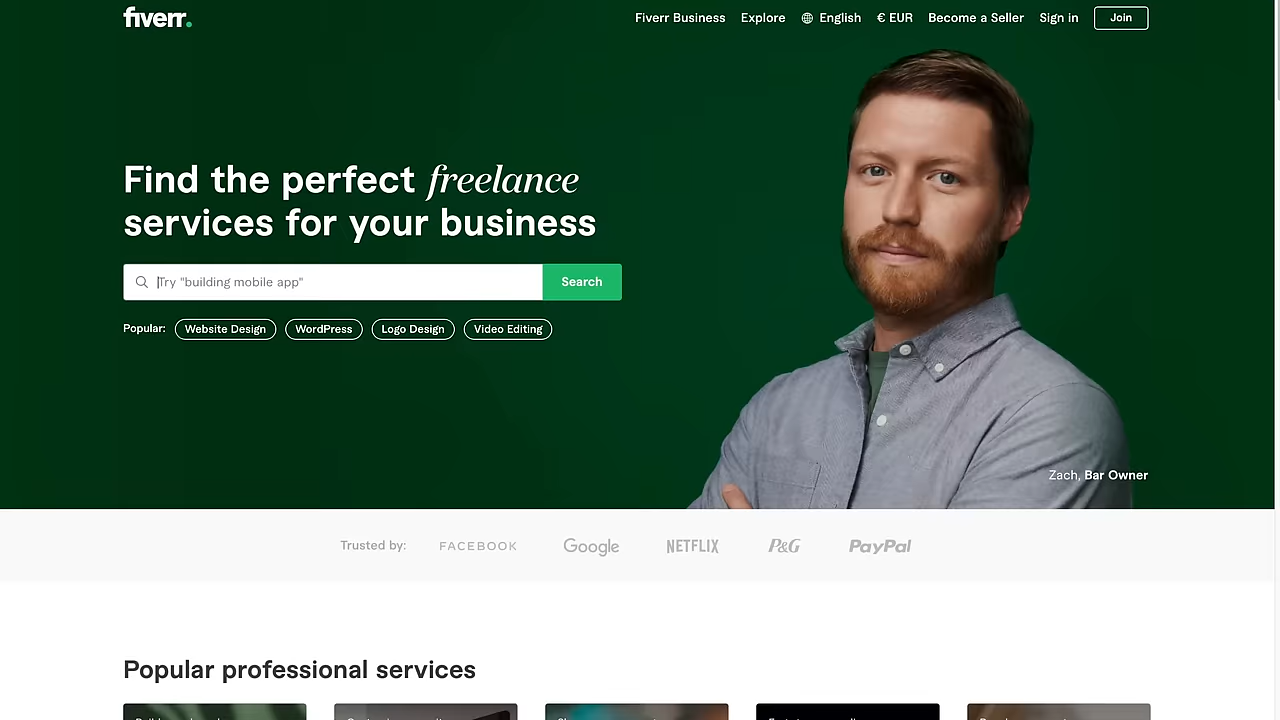 fiverr.
Fiverr Business Explore English € EUR Become a Seller Sign in Join
Find the perfect freelance
services for your business
Try "building mobile app" Search
Popular: Website Design WordPress Logo Design Video Editing
Zach, Bar Owner
Trusted by: FACEBOOK Google NETFLIX P&G PayPal
Popular professional services